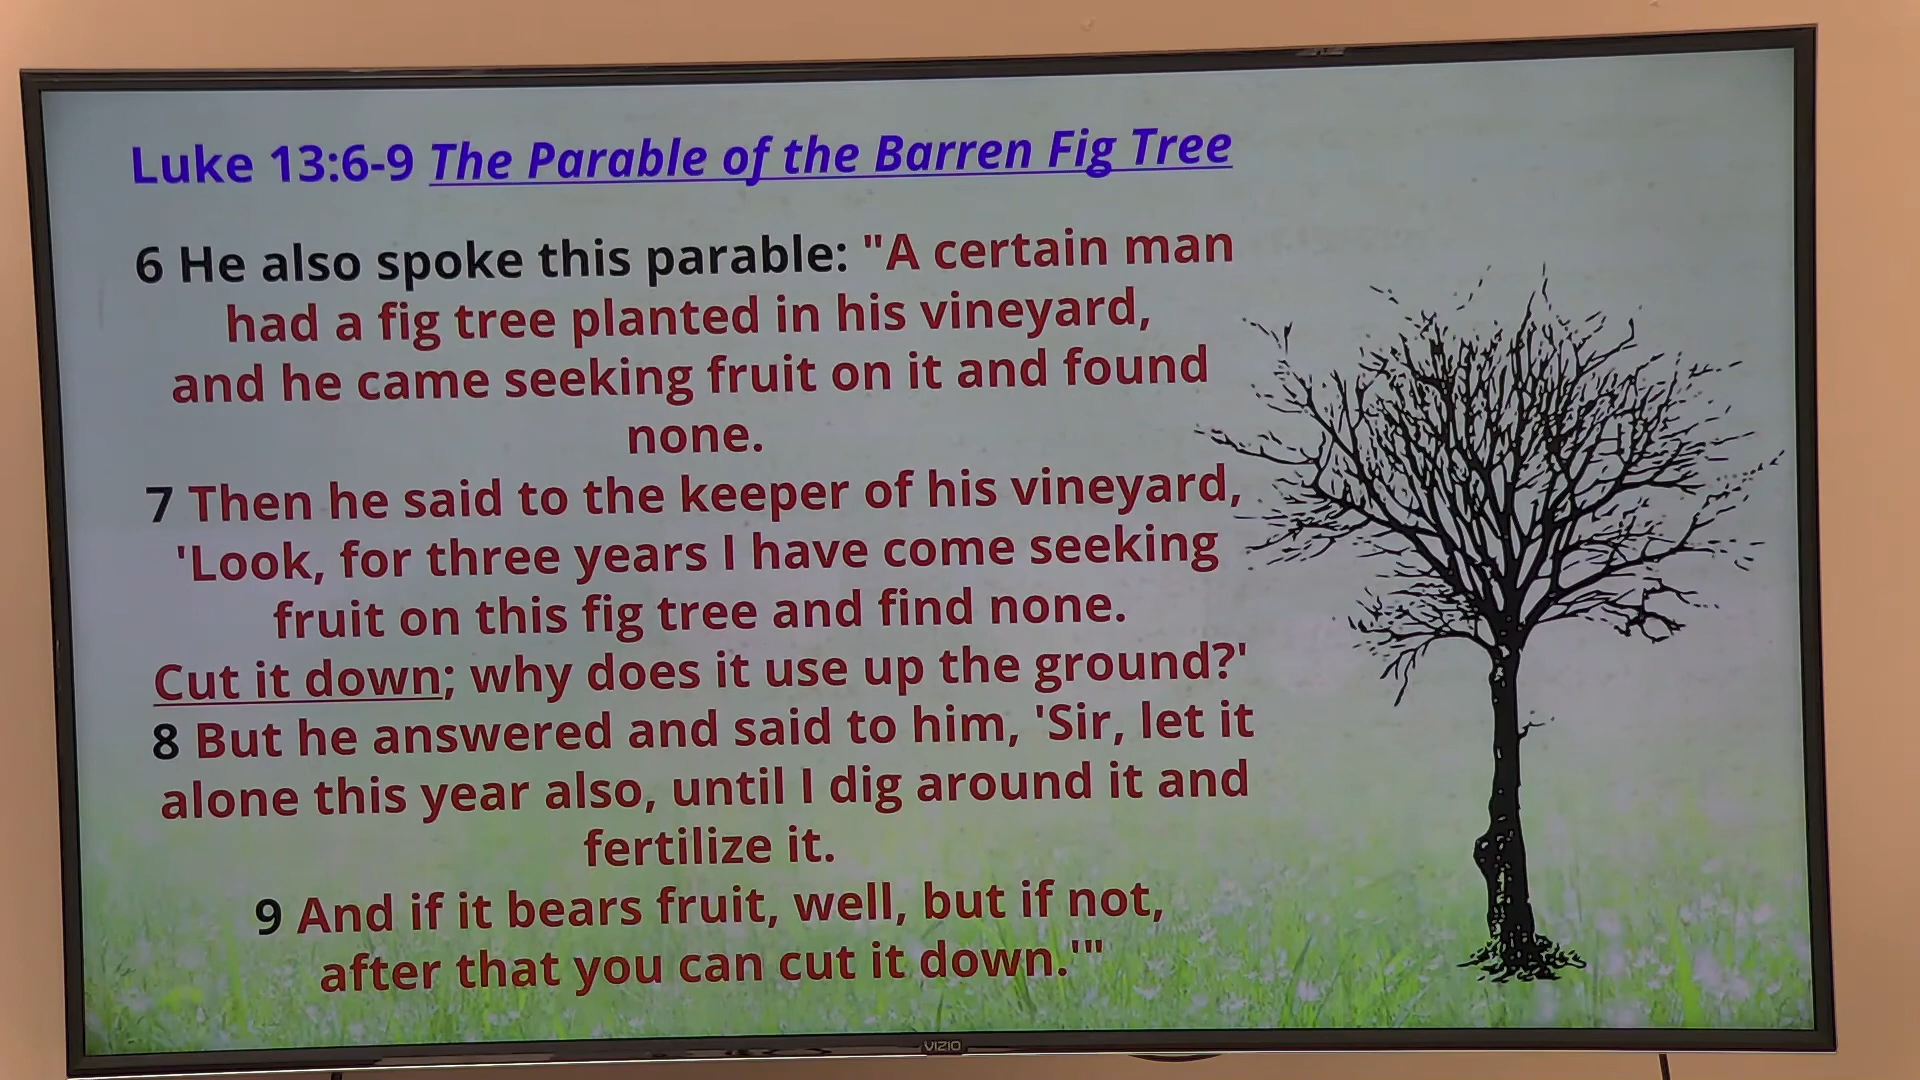 Luke 13:6-9 The Parable of the Barren Fig Tree
6 He also spoke this parable: "A certain man
had a fig tree planted in his vineyard,
and he came seeking fruit on it and found
none.
7 Then he said to the keeper of his vineyard,
'Look, for three years I have come seeking
fruit on this fig tree and find none.
Cut it down; why does it use up the ground?'
8 But he answered and said to him, 'Sir, let it
alone this year also, until I dig around it and
fertilize it.
9 And if it bears fruit, well, but if not,
after that you can cut it down.'"
VIZIO